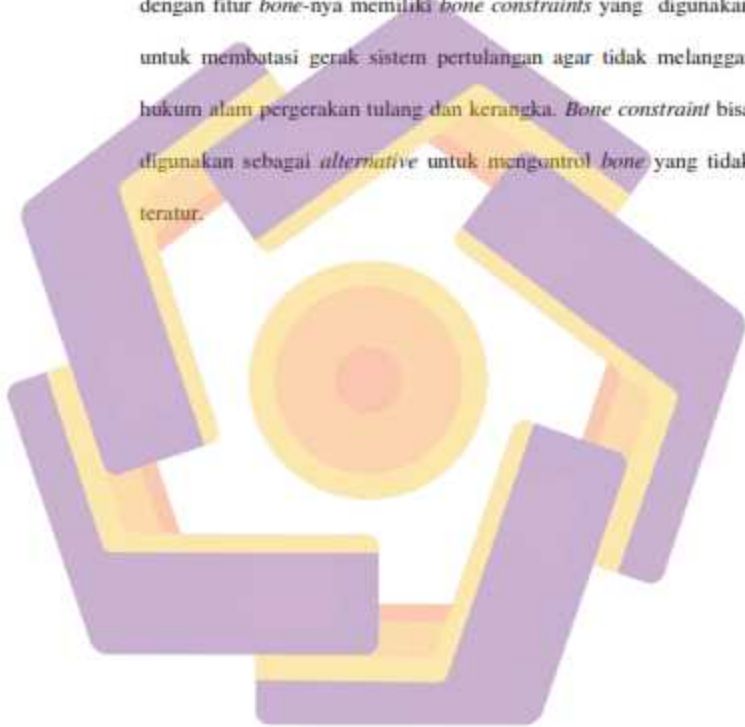 dengan fitur bone-nya memiliki bone constraints yang digunakan
untuk membatasi gerak sistem pertulangan agar tidak melanggar
hukum alam pergerakan tulang dan kerangka. Bone constraint bisa
digunakan sebagai alternative untuk mengontrol bone yang tidak
teratur.